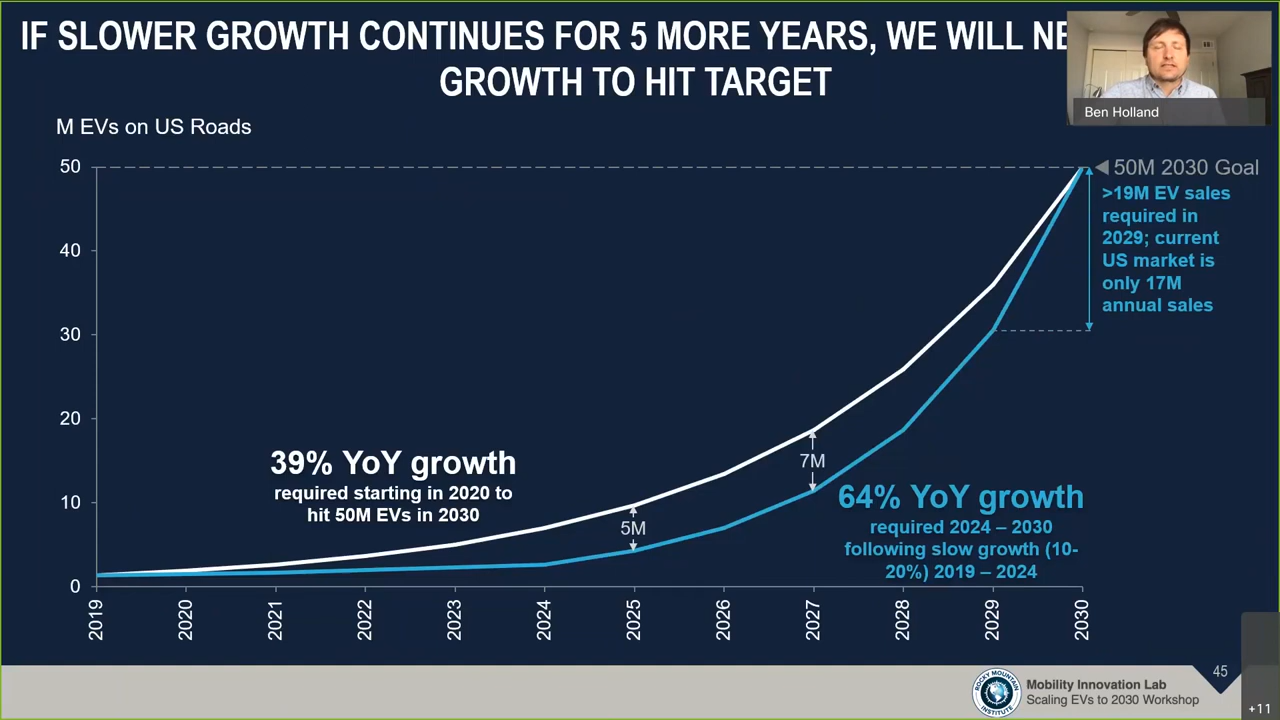 IF SLOWER GROWTH CONTINUES FOR 5 MORE YEARS, WE WILL
GROWTH TO HIT TARGET
Ben Holland
M EVs on US Roads
50
40
30
20
10
0
50M 2030 Goal
>19M EV sales
required in
2029; current
US market is
only 17M
annual sales
39% YoY growth
required starting in 2020 to
hit 50M EVs in 2030
5M
7M
64% YoY growth
required 2024 – 2030
following slow growth (10-
20%) 2019 – 2024
2019
2020
2021
2022
2023
2024
2025
2026
2027
2028
2029
2030
ROCKY MOUNTAIN
INSTITUTE
Mobility Innovation Lab
Scaling EVs to 2030 Workshop
45
+11